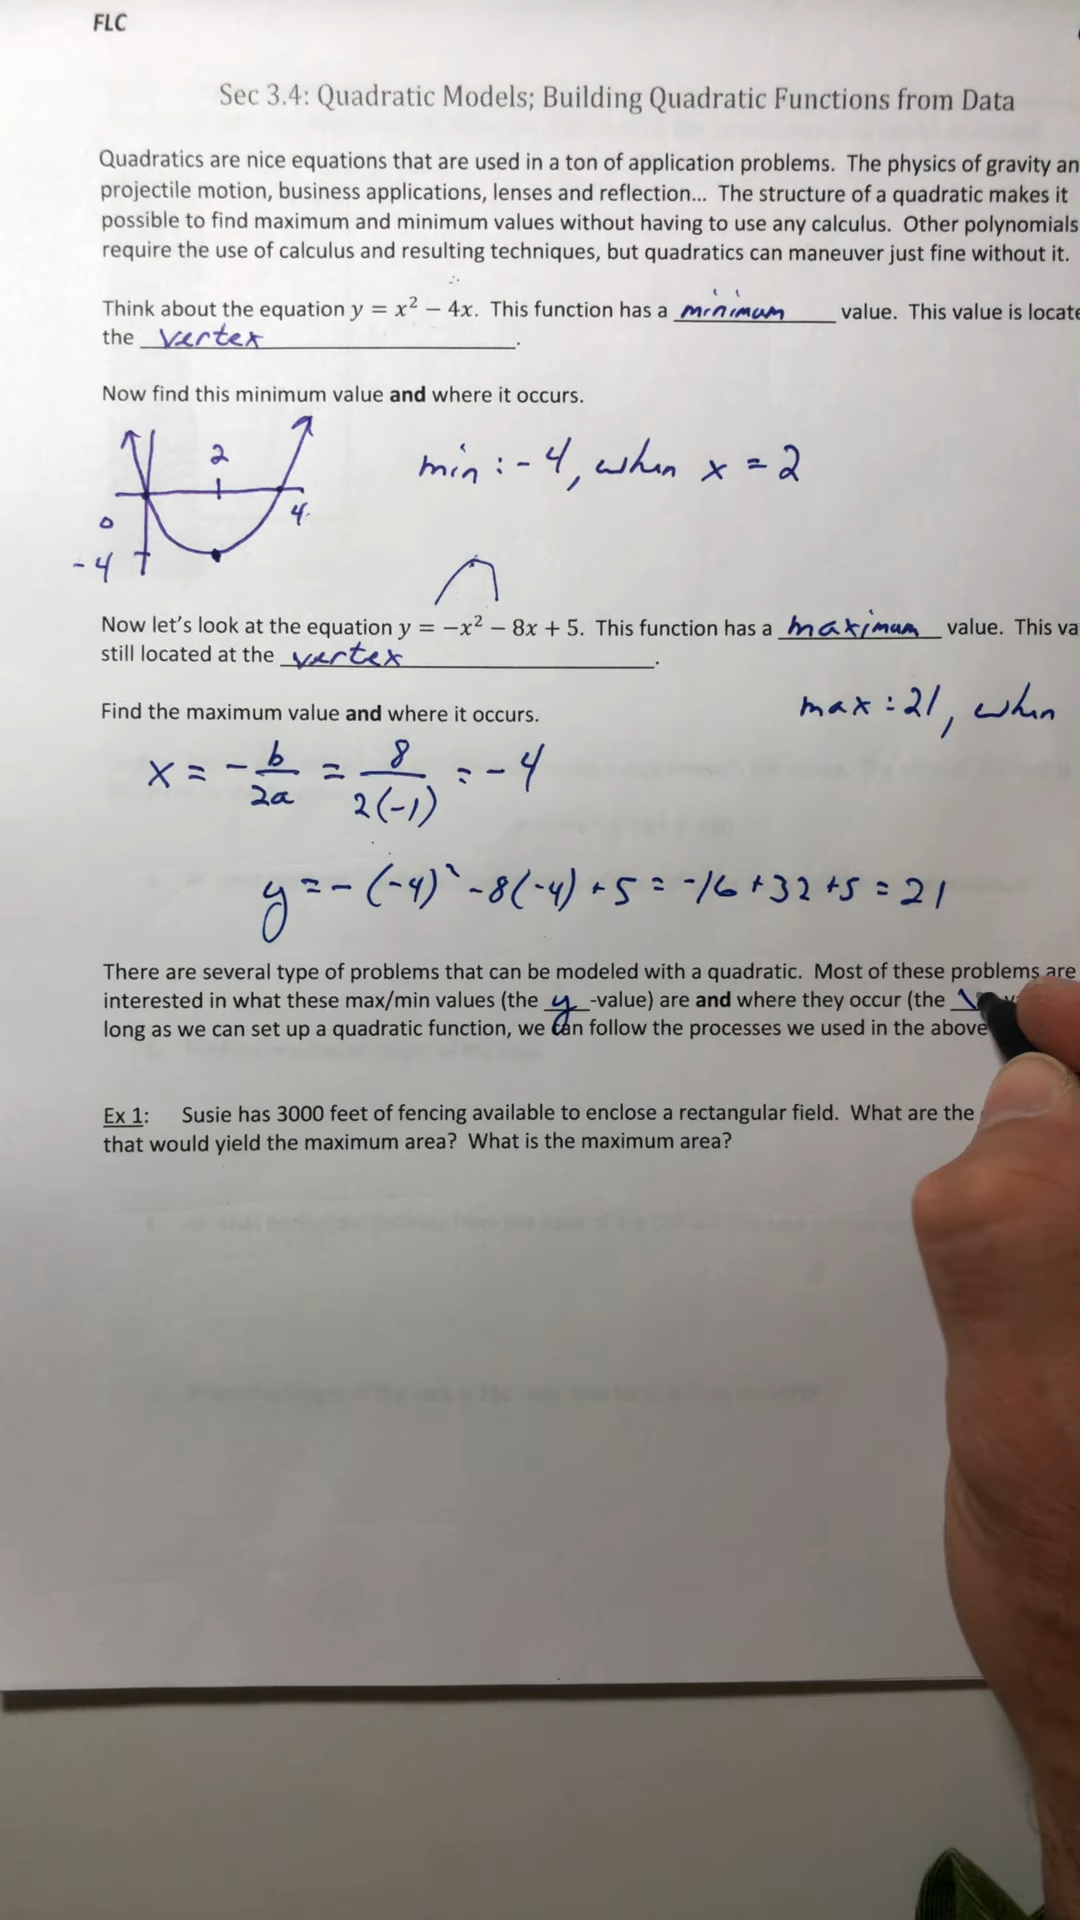 FLC
Sec 3.4: Quadratic Models; Building Quadratic Functions from Data
Quadratics are nice equations that are used in a ton of application problems. The physics of gravity an
projectile motion, business applications, lenses and reflection... The structure of a quadratic makes it
possible to find maximum and minimum values without having to use any calculus. Other polynomials
require the use of calculus and resulting techniques, but quadratics can maneuver just fine without it.
Think about the equation y = x² − 4x. This function has a minimum value. This value is locate
the vertex.
Now find this minimum value and where it occurs.
2
0
4
-4
min : -4, when x = 2
Now let's look at the equation y = −x² − 8x + 5. This function has a maximum value. This va
still located at the vertex.
Find the maximum value and where it occurs.
max : 21, when
x = - b/2a = 8/2(-1) = -4
y = -(-4)² - 8(-4) + 5 = -16 + 32 + 5 = 21
There are several type of problems that can be modeled with a quadratic. Most of these problems are
interested in what these max/min values (the y -value) are and where they occur (the
long as we can set up a quadratic function, we can follow the processes we used in the above
Ex 1: Susie has 3000 feet of fencing available to enclose a rectangular field. What are the
that would yield the maximum area? What is the maximum area?